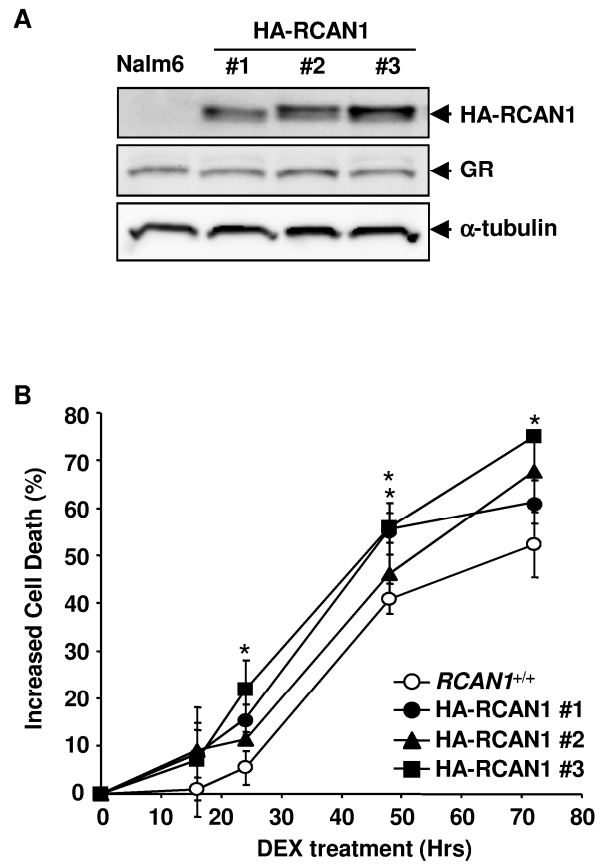 A
HA-RCAN1
Nalm6 #1 #2 #3
HA-RCAN1
GR
α-tubulin
B
80
70
60
50
40
30
20
10
0
Increased Cell Death (%)
*
*
*
*
RCAN1+/+
HA-RCAN1 #1
HA-RCAN1 #2
HA-RCAN1 #3
0 10 20 30 40 50 60 70 80
DEX treatment (Hrs)